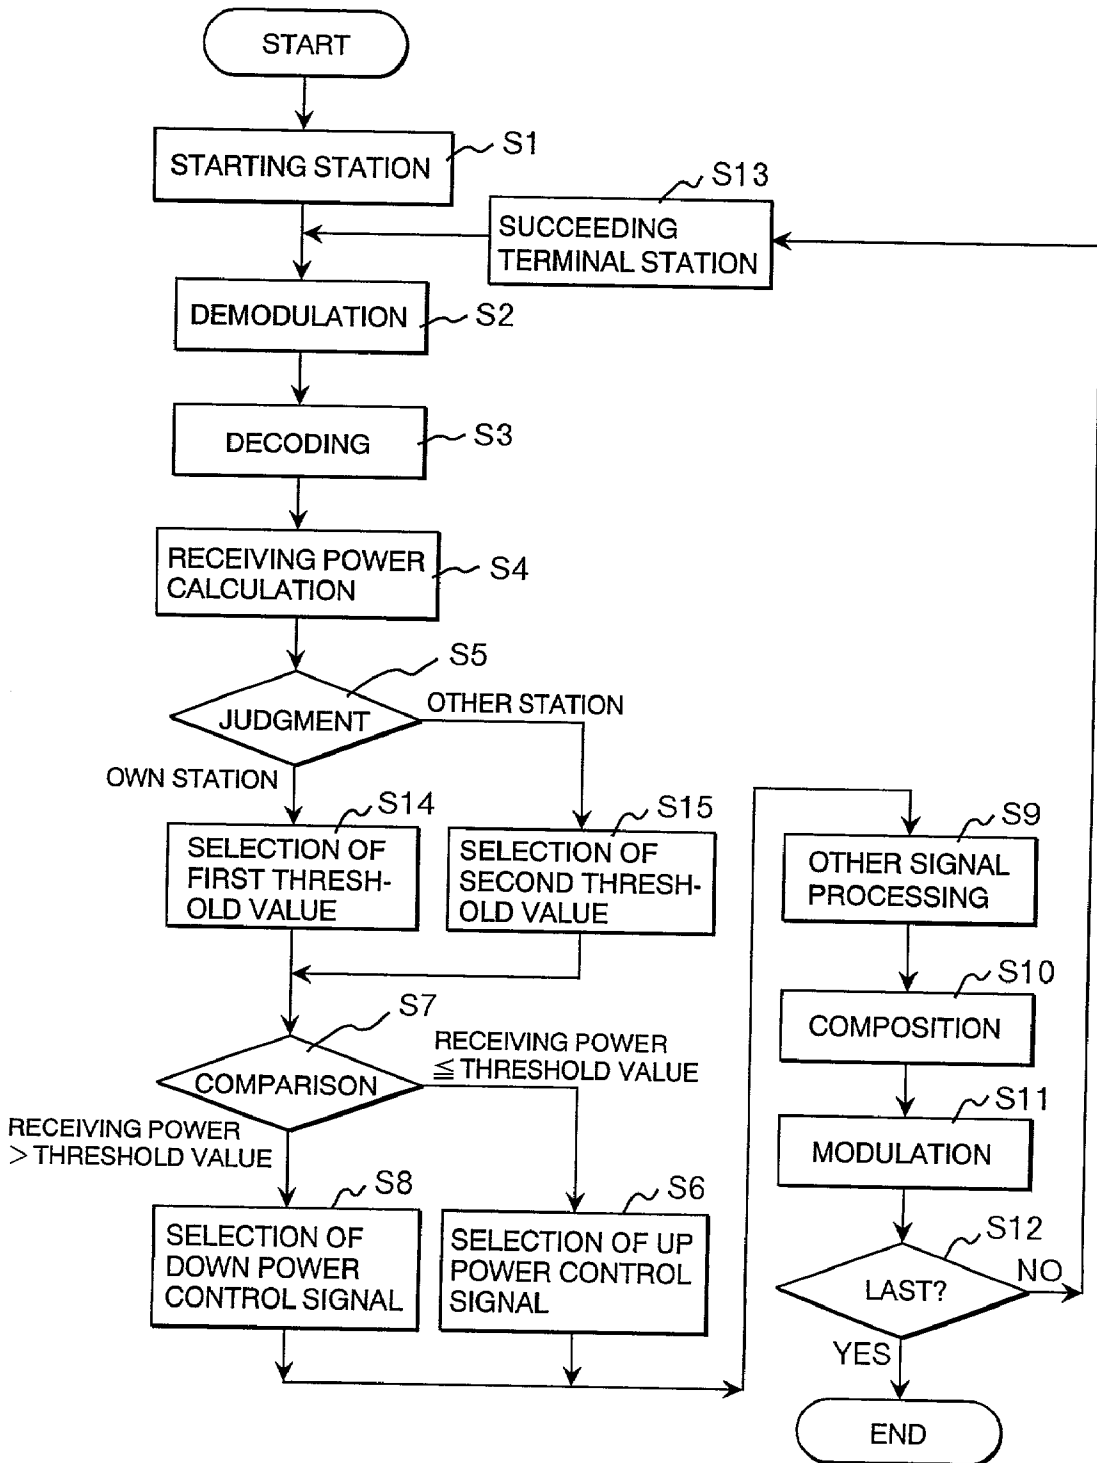 START
STARTING STATION
S1
SUCCEEDING
TERMINAL STATION
S13
DEMODULATION
S2
DECODING
S3
RECEIVING POWER
CALCULATION
S4
JUDGMENT
S5
OTHER STATION
OWN STATION
SELECTION OF
FIRST THRESH-
OLD VALUE
S14
SELECTION OF
SECOND THRESH-
OLD VALUE
S15
COMPARISON
S7
RECEIVING POWER
≦ THRESHOLD VALUE
RECEIVING POWER
> THRESHOLD VALUE
SELECTION OF
DOWN POWER
CONTROL SIGNAL
S8
SELECTION OF UP
POWER CONTROL
SIGNAL
S6
OTHER SIGNAL
PROCESSING
S9
COMPOSITION
S10
MODULATION
S11
LAST?
S12
NO
YES
END